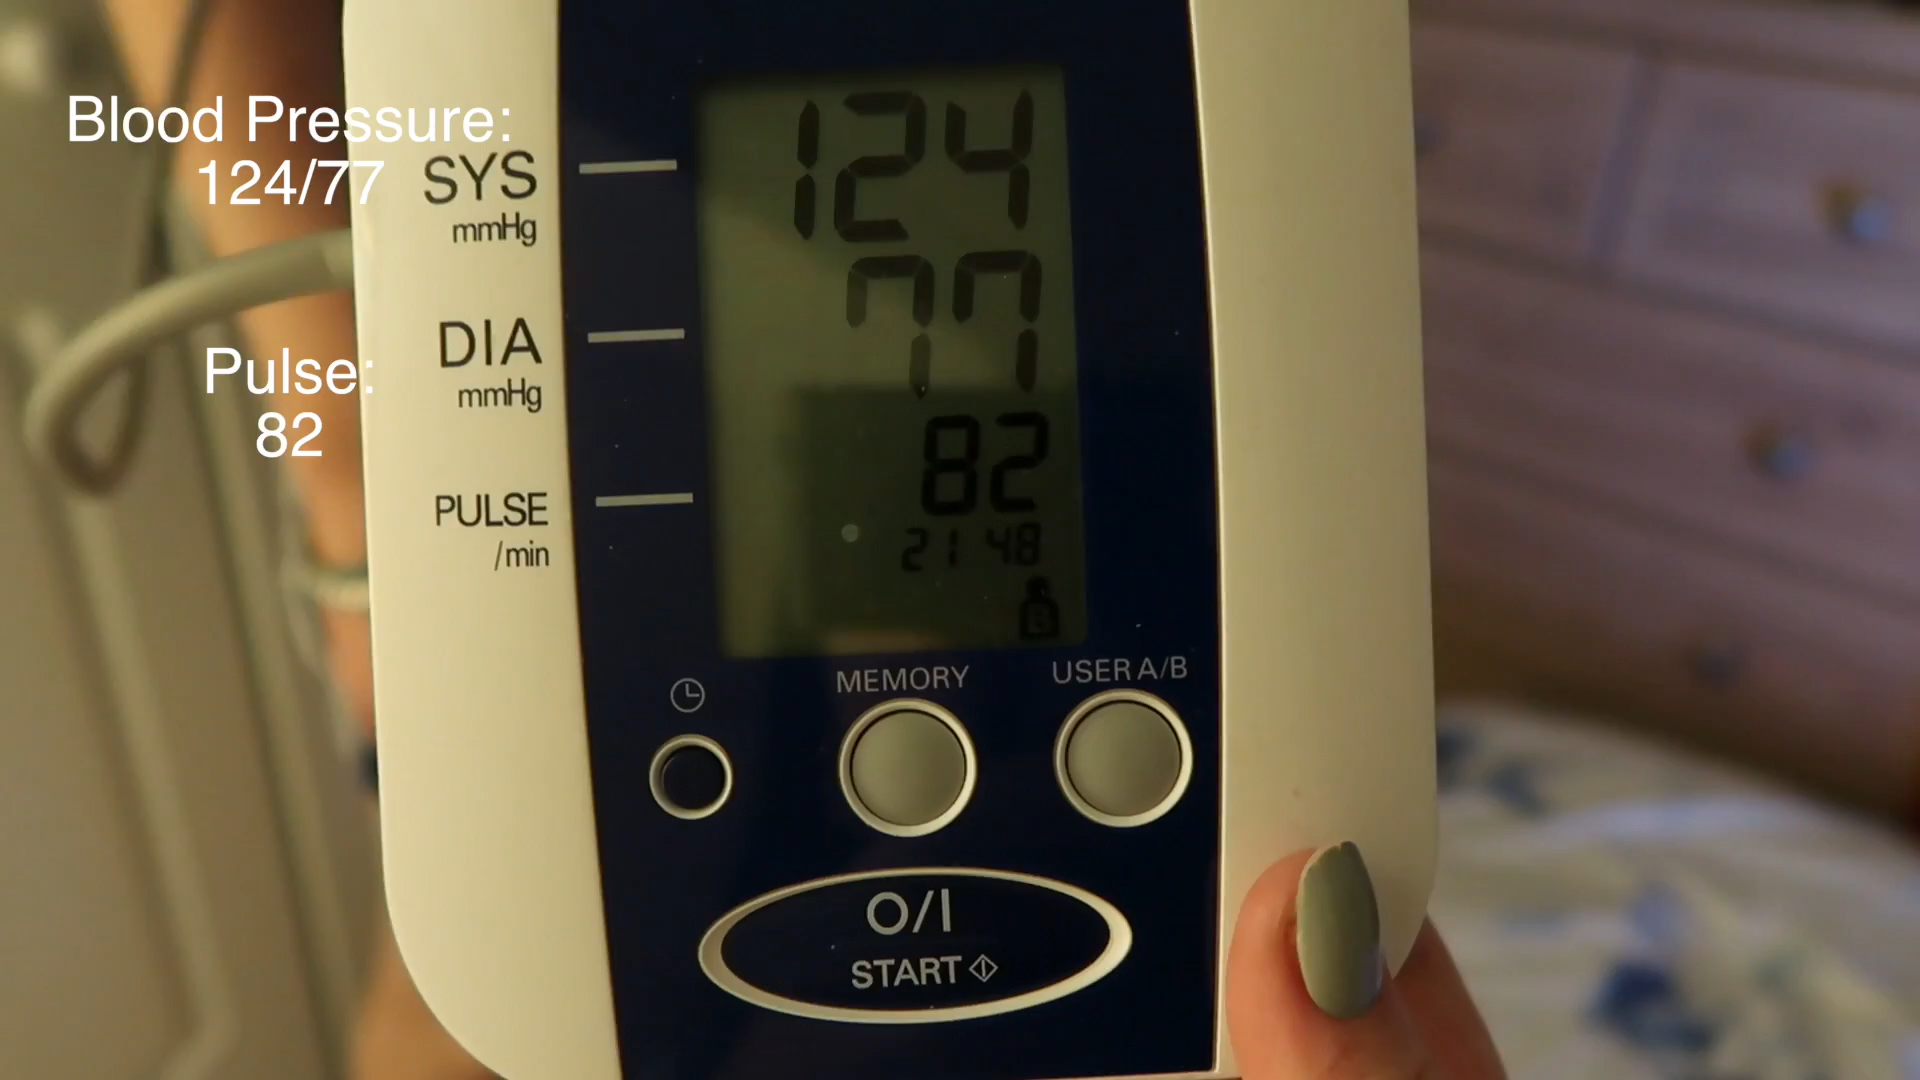 Blood Pressure:
124/77
SYS
mmHg
124
DIA
mmHg
77
Pulse:
82
PULSE
/min
82
21 48
B
MEMORY
USER A/B
O/I
START